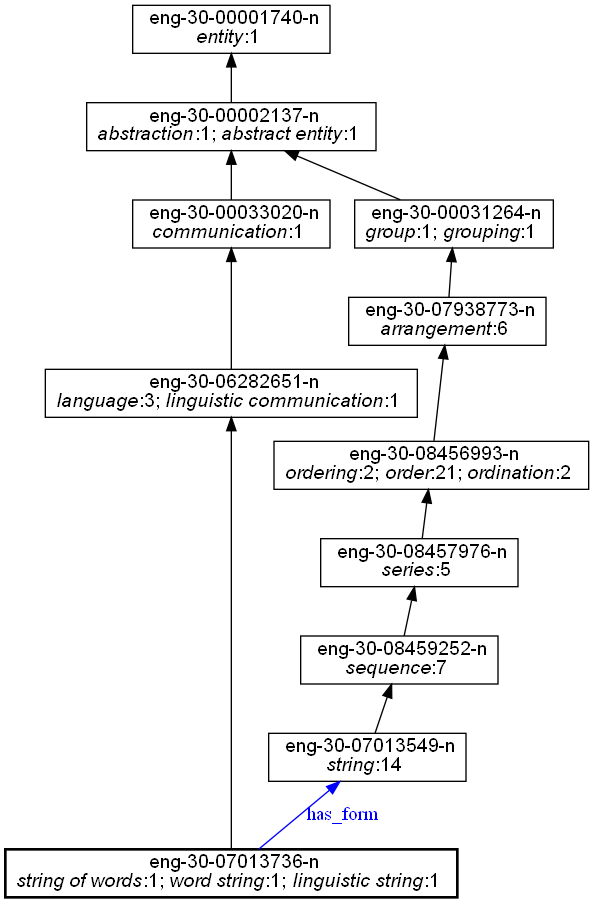 eng-30-00001740-n
entity:1
eng-30-00002137-n
abstraction:1; abstract entity:1
eng-30-00033020-n
communication:1
eng-30-00031264-n
group:1; grouping:1
eng-30-07938773-n
arrangement:6
eng-30-06282651-n
language:3; linguistic communication:1
eng-30-08456993-n
ordering:2; order:21; ordination:2
eng-30-08457976-n
series:5
eng-30-08459252-n
sequence:7
eng-30-07013549-n
string:14
has_form
eng-30-07013736-n
string of words:1; word string:1; linguistic string:1